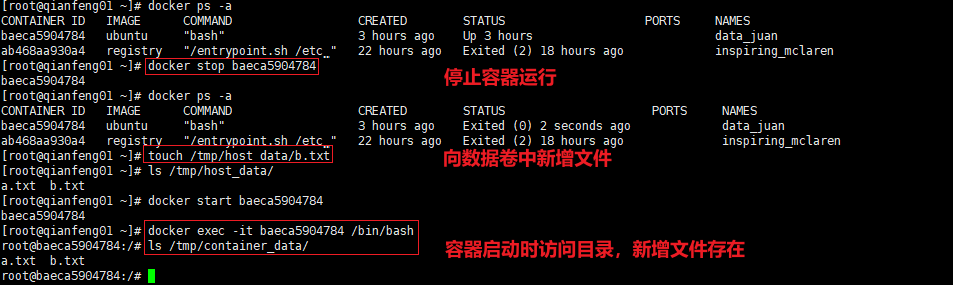 [root@qianfeng01 ~]# docker ps -a
CONTAINER ID   IMAGE      COMMAND                  CREATED        STATUS                      PORTS     NAMES
baeca5904784   ubuntu     "bash"                   3 hours ago    Up 3 hours                            data_juan
ab468aa930a4   registry   "/entrypoint.sh /etc…"   22 hours ago   Exited (2) 18 hours ago               inspiring_mclaren
[root@qianfeng01 ~]# docker stop baeca5904784
停止容器运行
baeca5904784
[root@qianfeng01 ~]# docker ps -a
CONTAINER ID   IMAGE      COMMAND                  CREATED        STATUS                      PORTS     NAMES
baeca5904784   ubuntu     "bash"                   3 hours ago    Exited (0) 2 seconds ago              data_juan
ab468aa930a4   registry   "/entrypoint.sh /etc…"   22 hours ago   Exited (2) 18 hours ago               inspiring_mclaren
[root@qianfeng01 ~]# touch /tmp/host_data/b.txt
向数据卷中新增文件
[root@qianfeng01 ~]# ls /tmp/host_data/
a.txt  b.txt
[root@qianfeng01 ~]# docker start baeca5904784
baeca5904784
[root@qianfeng01 ~]# docker exec -it baeca5904784 /bin/bash
root@baeca5904784:/# ls /tmp/container_data/
容器启动时访问目录，新增文件存在
a.txt  b.txt
root@baeca5904784:/#